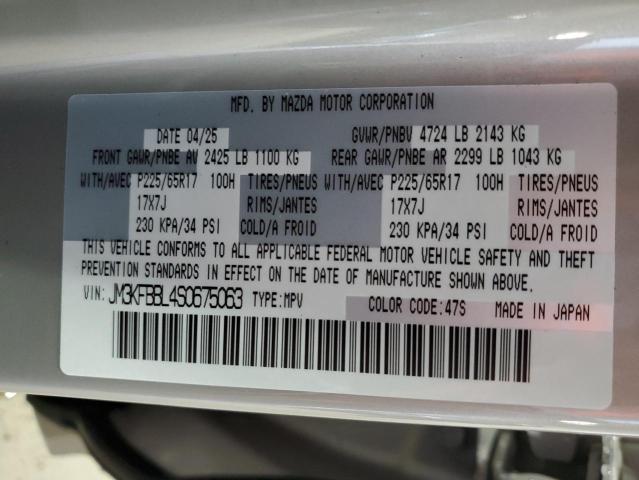 MFD. BY MAZDA MOTOR CORPORATION
DATE 04/25 GVWR/PNBV 4724 LB 2143 KG
FRONT GAWR/PNBE AV 2425 LB 1100 KG REAR GAWR/PNBE AR 2299 LB 1043 KG
WITH/AVEC P225/65R17 100H TIRES/PNEUS WITH/AVEC P225/65R17 100H TIRES/PNEUS
17X7J RIMS/JANTES 17X7J RIMS/JANTES
230 KPA/34 PSI COLD/A FROID 230 KPA/34 PSI COLD/A FROID
THIS VEHICLE CONFORMS TO ALL APPLICABLE FEDERAL MOTOR VEHICLE SAFETY AND THEFT
PREVENTION STANDARDS IN EFFECT ON THE DATE OF MANUFACTURE SHOWN ABOVE.
VIN: JM3KFBBL4S0675063 TYPE:MPV COLOR CODE:47S MADE IN JAPAN